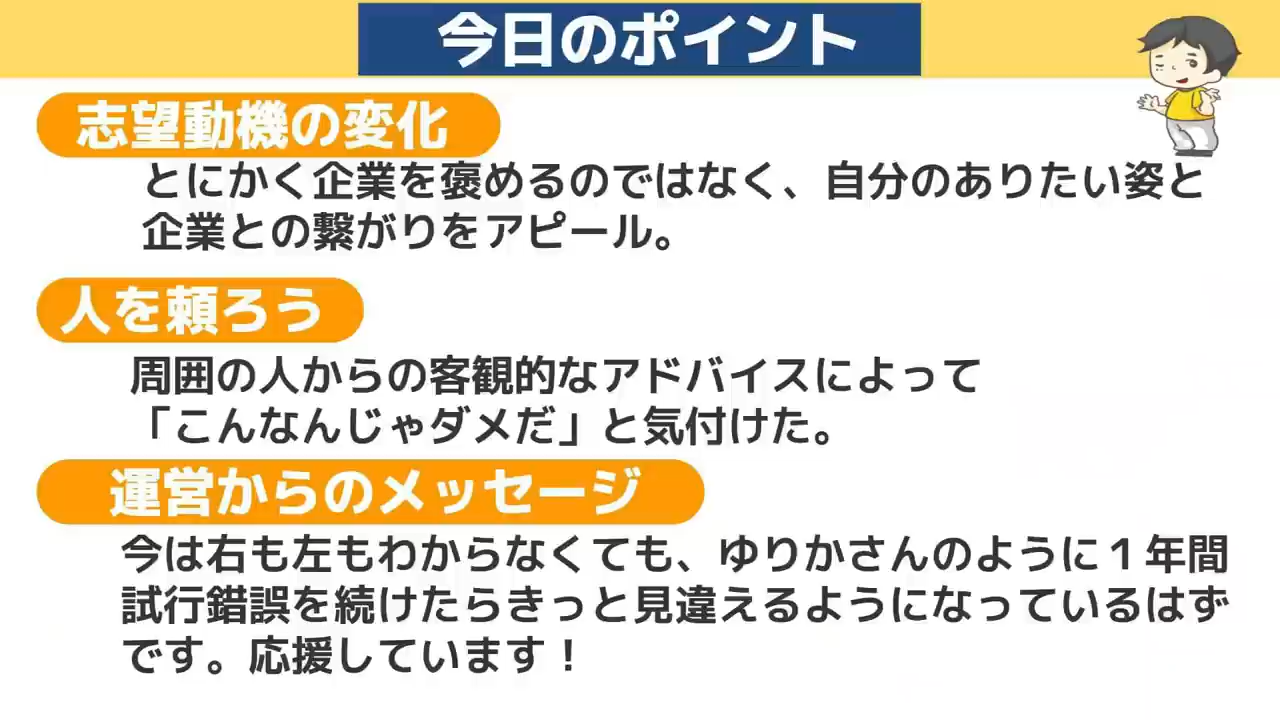 今日のポイント
志望動機の変化
とにかく企業を褒めるのではなく、自分のありたい姿と
企業との繋がりをアピール。
人を頼ろう
周囲の人からの客観的なアドバイスによって
「こんなんじゃダメだ」と気付けた。
運営からのメッセージ
今は右も左もわからなくても、ゆりかさんのように１年間
試行錯誤を続けたらきっと見違えるようになっているはず
です。応援しています！